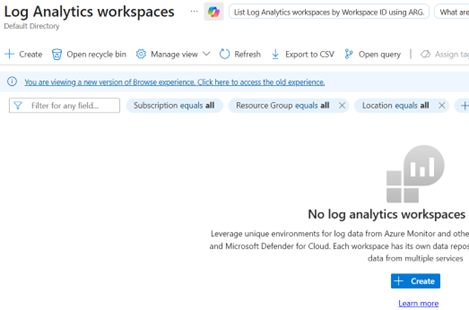 Log Analytics workspaces ...
Default Directory
List Log Analytics workspaces by Workspace ID using ARG.
What are
+ Create
Open recycle bin
Manage view
Refresh
Export to CSV
Open query
Assign tag
You are viewing a new version of Browse experience. Click here to access the old experience.
Filter for any field...
Subscription equals all
Resource Group equals all
Location equals all
No log analytics workspaces
Leverage unique environments for log data from Azure Monitor and othe
and Microsoft Defender for Cloud. Each workspace has its own data repos
data from multiple services
+ Create
Learn more